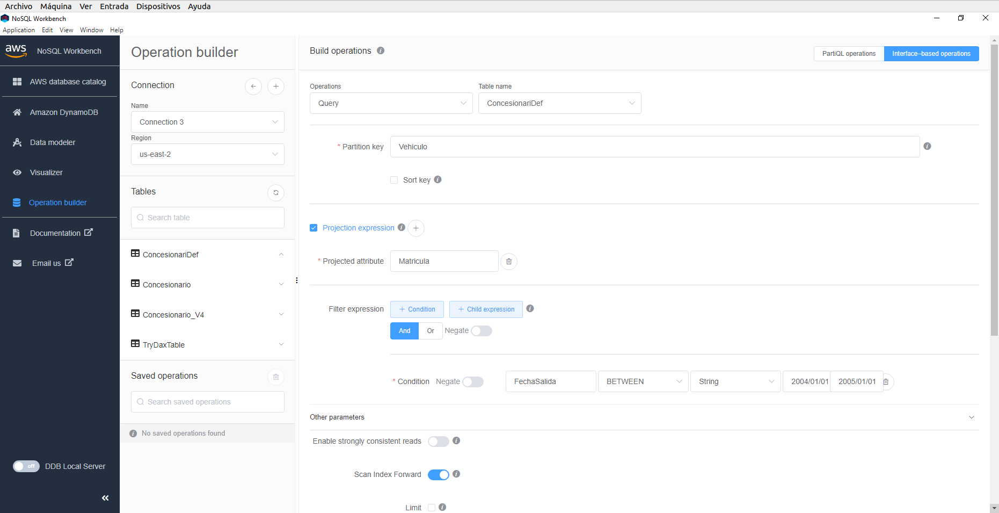 Archivo Máquina Ver Entrada Dispositivos Ayuda
NoSQL Workbench
Application Edit View Window Help
aws NoSQL Workbench
AWS database catalog
Amazon DynamoDB
Data modeler
Visualizer
Operation builder
Documentation
Email us
off DDB Local Server
Operation builder
Connection
Name
Connection 3
Region
us-east-2
Tables
Search table
ConcesionariDef
Concesionario
Concesionario_V4
TryDaxTable
Saved operations
Search saved operations
No saved operations found
Build operations
PartiQL operations Interface–based operations
Operations Table name
Query ConcesionariDef
* Partition key Vehiculo
Sort key
Projection expression
* Projected attribute Matricula
Filter expression + Condition + Child expression
And Or Negate
* Condition Negate FechaSalida BETWEEN String 2004/01/01 2005/01/01
Other parameters
Enable strongly consistent reads
Scan Index Forward
Limit